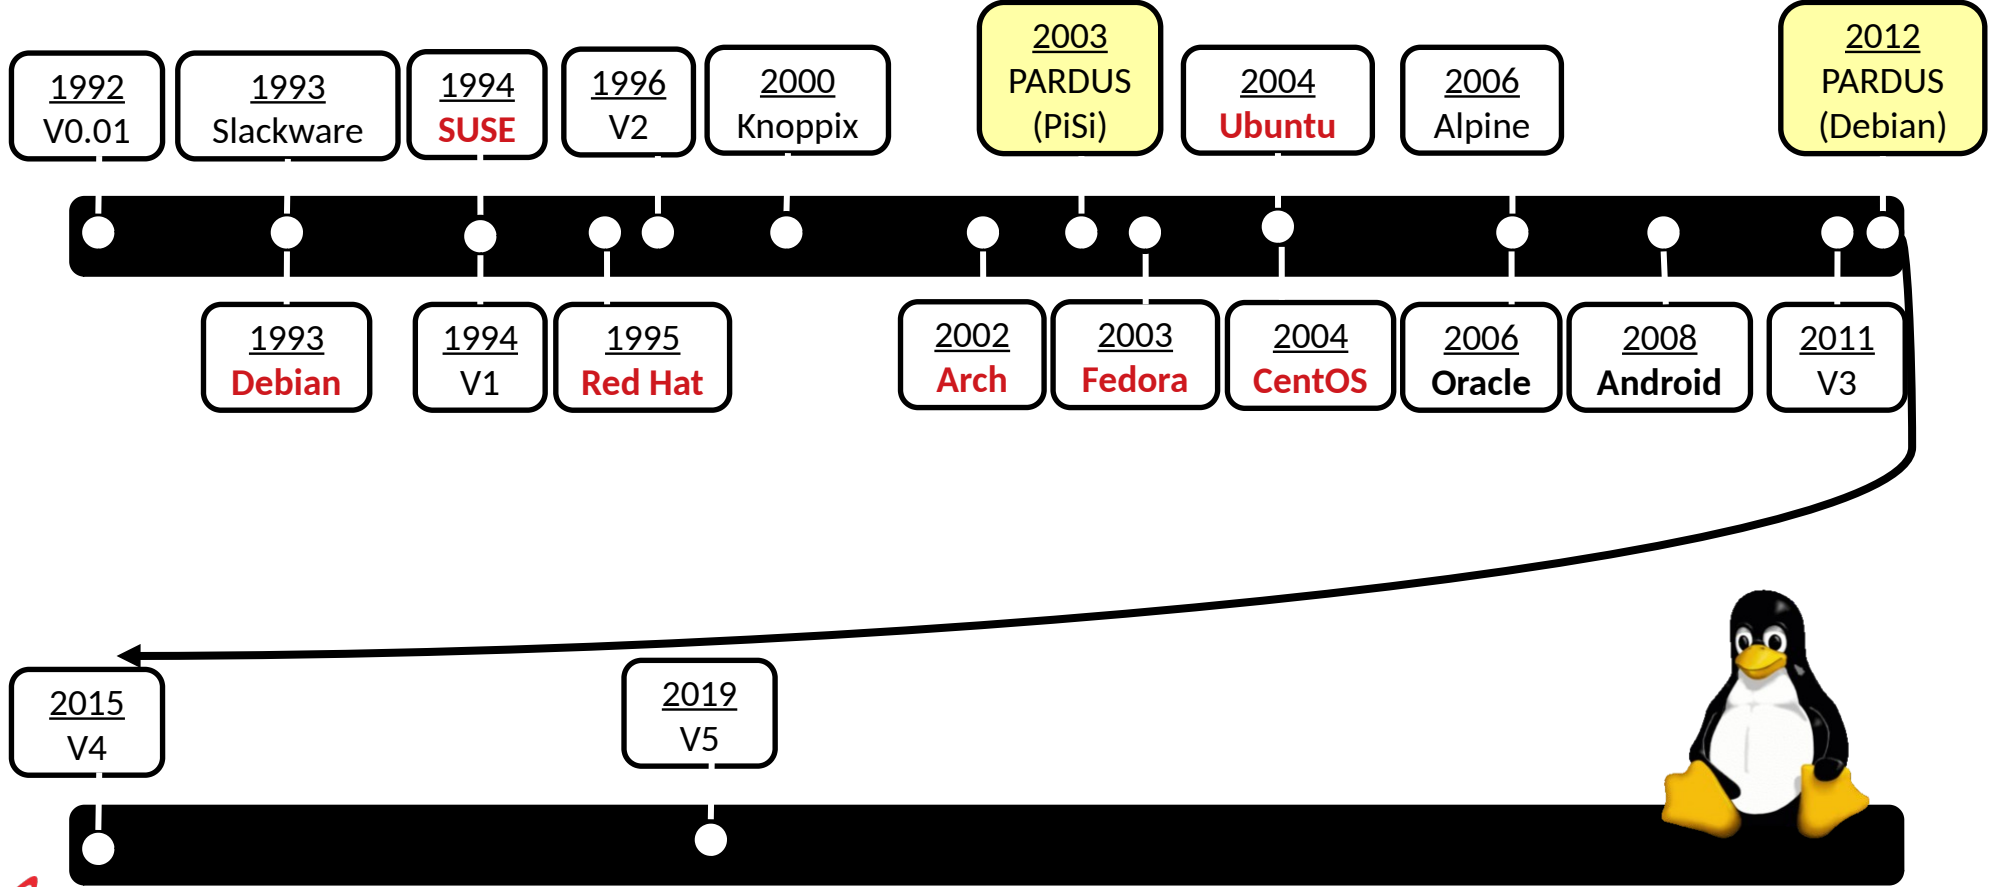 1992
V0.01
1993
Slackware
1994
SUSE
1996
V2
2000
Knoppix
2003
PARDUS
(PiSi)
2004
Ubuntu
2006
Alpine
2012
PARDUS
(Debian)
1993
Debian
1994
V1
1995
Red Hat
2002
Arch
2003
Fedora
2004
CentOS
2006
Oracle
2008
Android
2011
V3
2015
V4
2019
V5